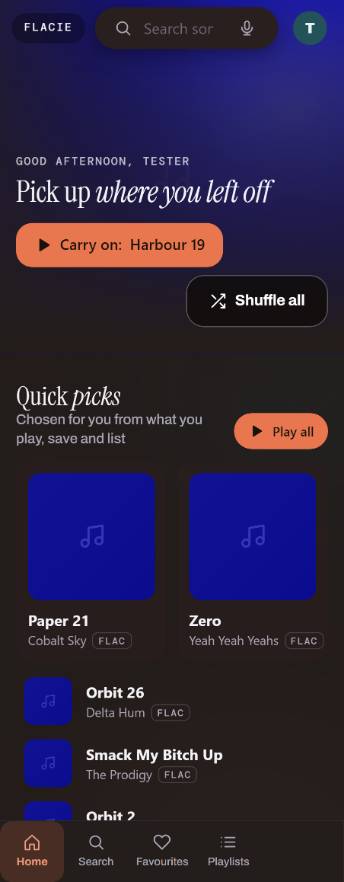 FLACIE
Search sor
T
GOOD AFTERNOON, TESTER
Pick up where you left off
Carry on: Harbour 19
Shuffle all
Quick picks
Chosen for you from what you
play, save and list
Play all
Paper 21
Cobalt Sky FLAC
Zero
Yeah Yeah Yeahs FLAC
Orbit 26
Delta Hum FLAC
Smack My Bitch Up
The Prodigy FLAC
Orbit 2
Home
Search
Favourites
Playlists